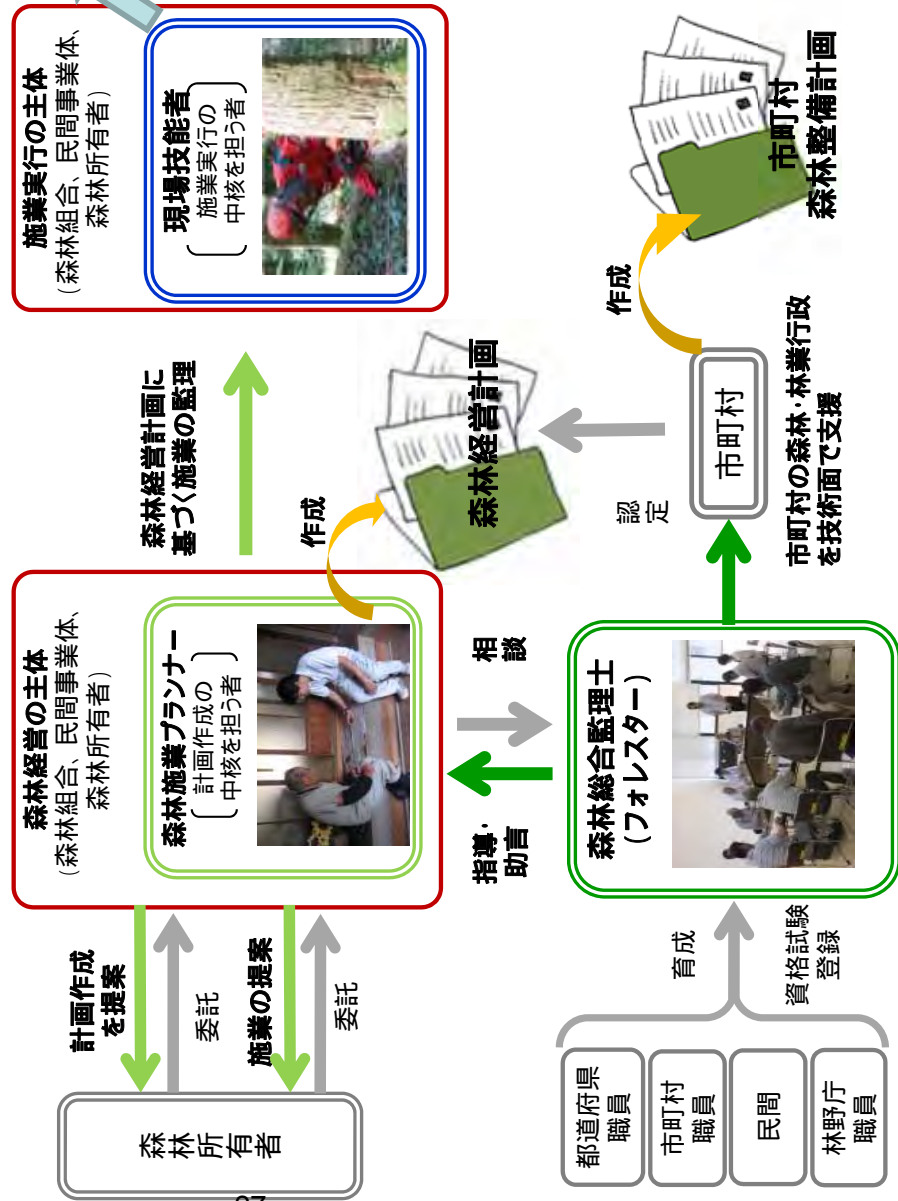 森林所有者
計画作成
を提案
委託
施業の提案
委託
森林経営の主体
(森林組合、民間事業体、
森林所有者)
森林施業プランナー
計画作成の
中核を担う者
作成
森林経営計画
森林経営計画に
基づく施業の監理
施業実行の主体
(森林組合、民間事業体、
森林所有者)
現場技能者
施業実行の
中核を担う者
指導・
助言
相談
都道府県
職員
市町村
職員
民間
林野庁
職員
育成
資格試験
登録
森林総合監理士
(フォレスター)
市町村の森林・林業行政
を技術面で支援
市町村
認定
作成
市町村
森林整備計画